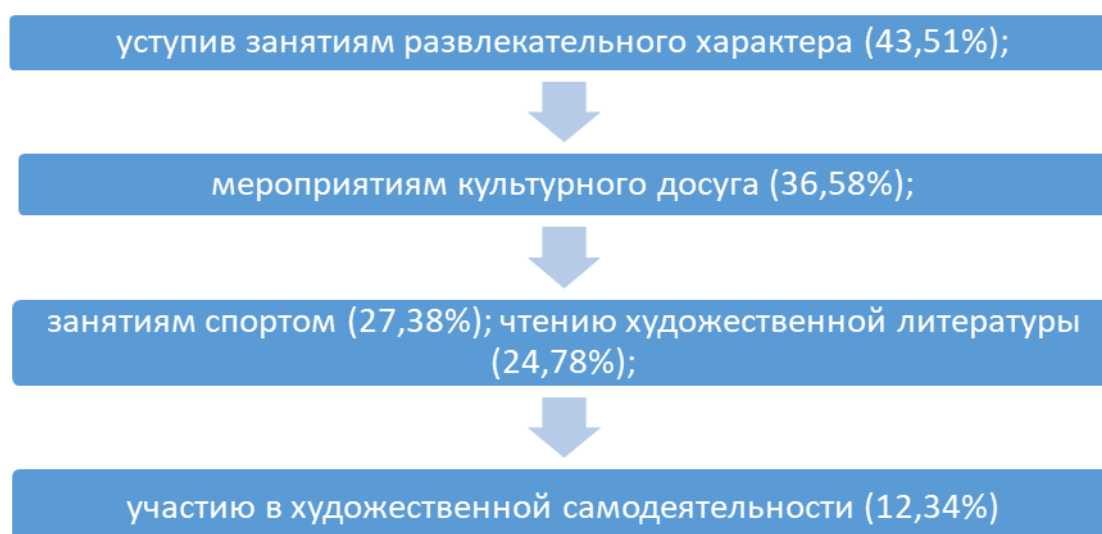 уступив занятиям развлекательного характера (43,51%);
мероприятиям культурного досуга (36,58%);
занятиям спортом (27,38%); чтению художественной литературы
(24,78%);
участию в художественной самодеятельности (12,34%)